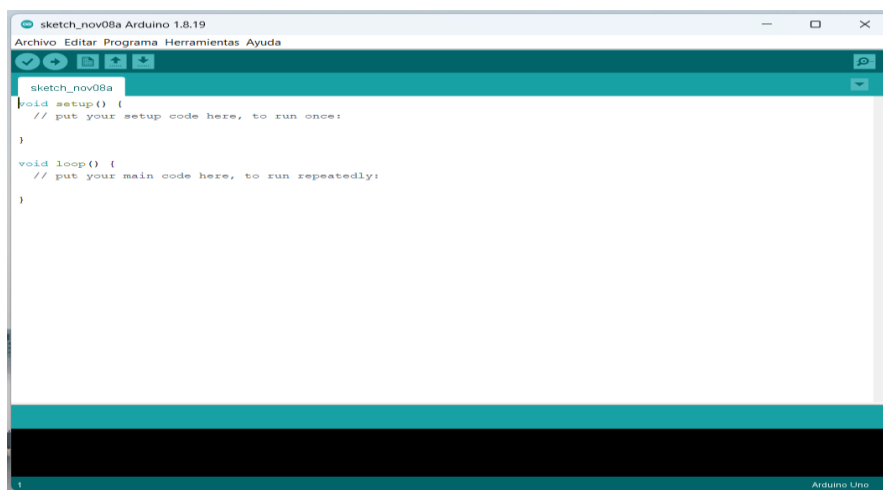 sketch_nov08a Arduino 1.8.19
Archivo Editar Programa Herramientas Ayuda
sketch_nov08a
void setup() {
// put your setup code here, to run once:
}
void loop() {
// put your main code here, to run repeatedly:
}
1 Arduino Uno